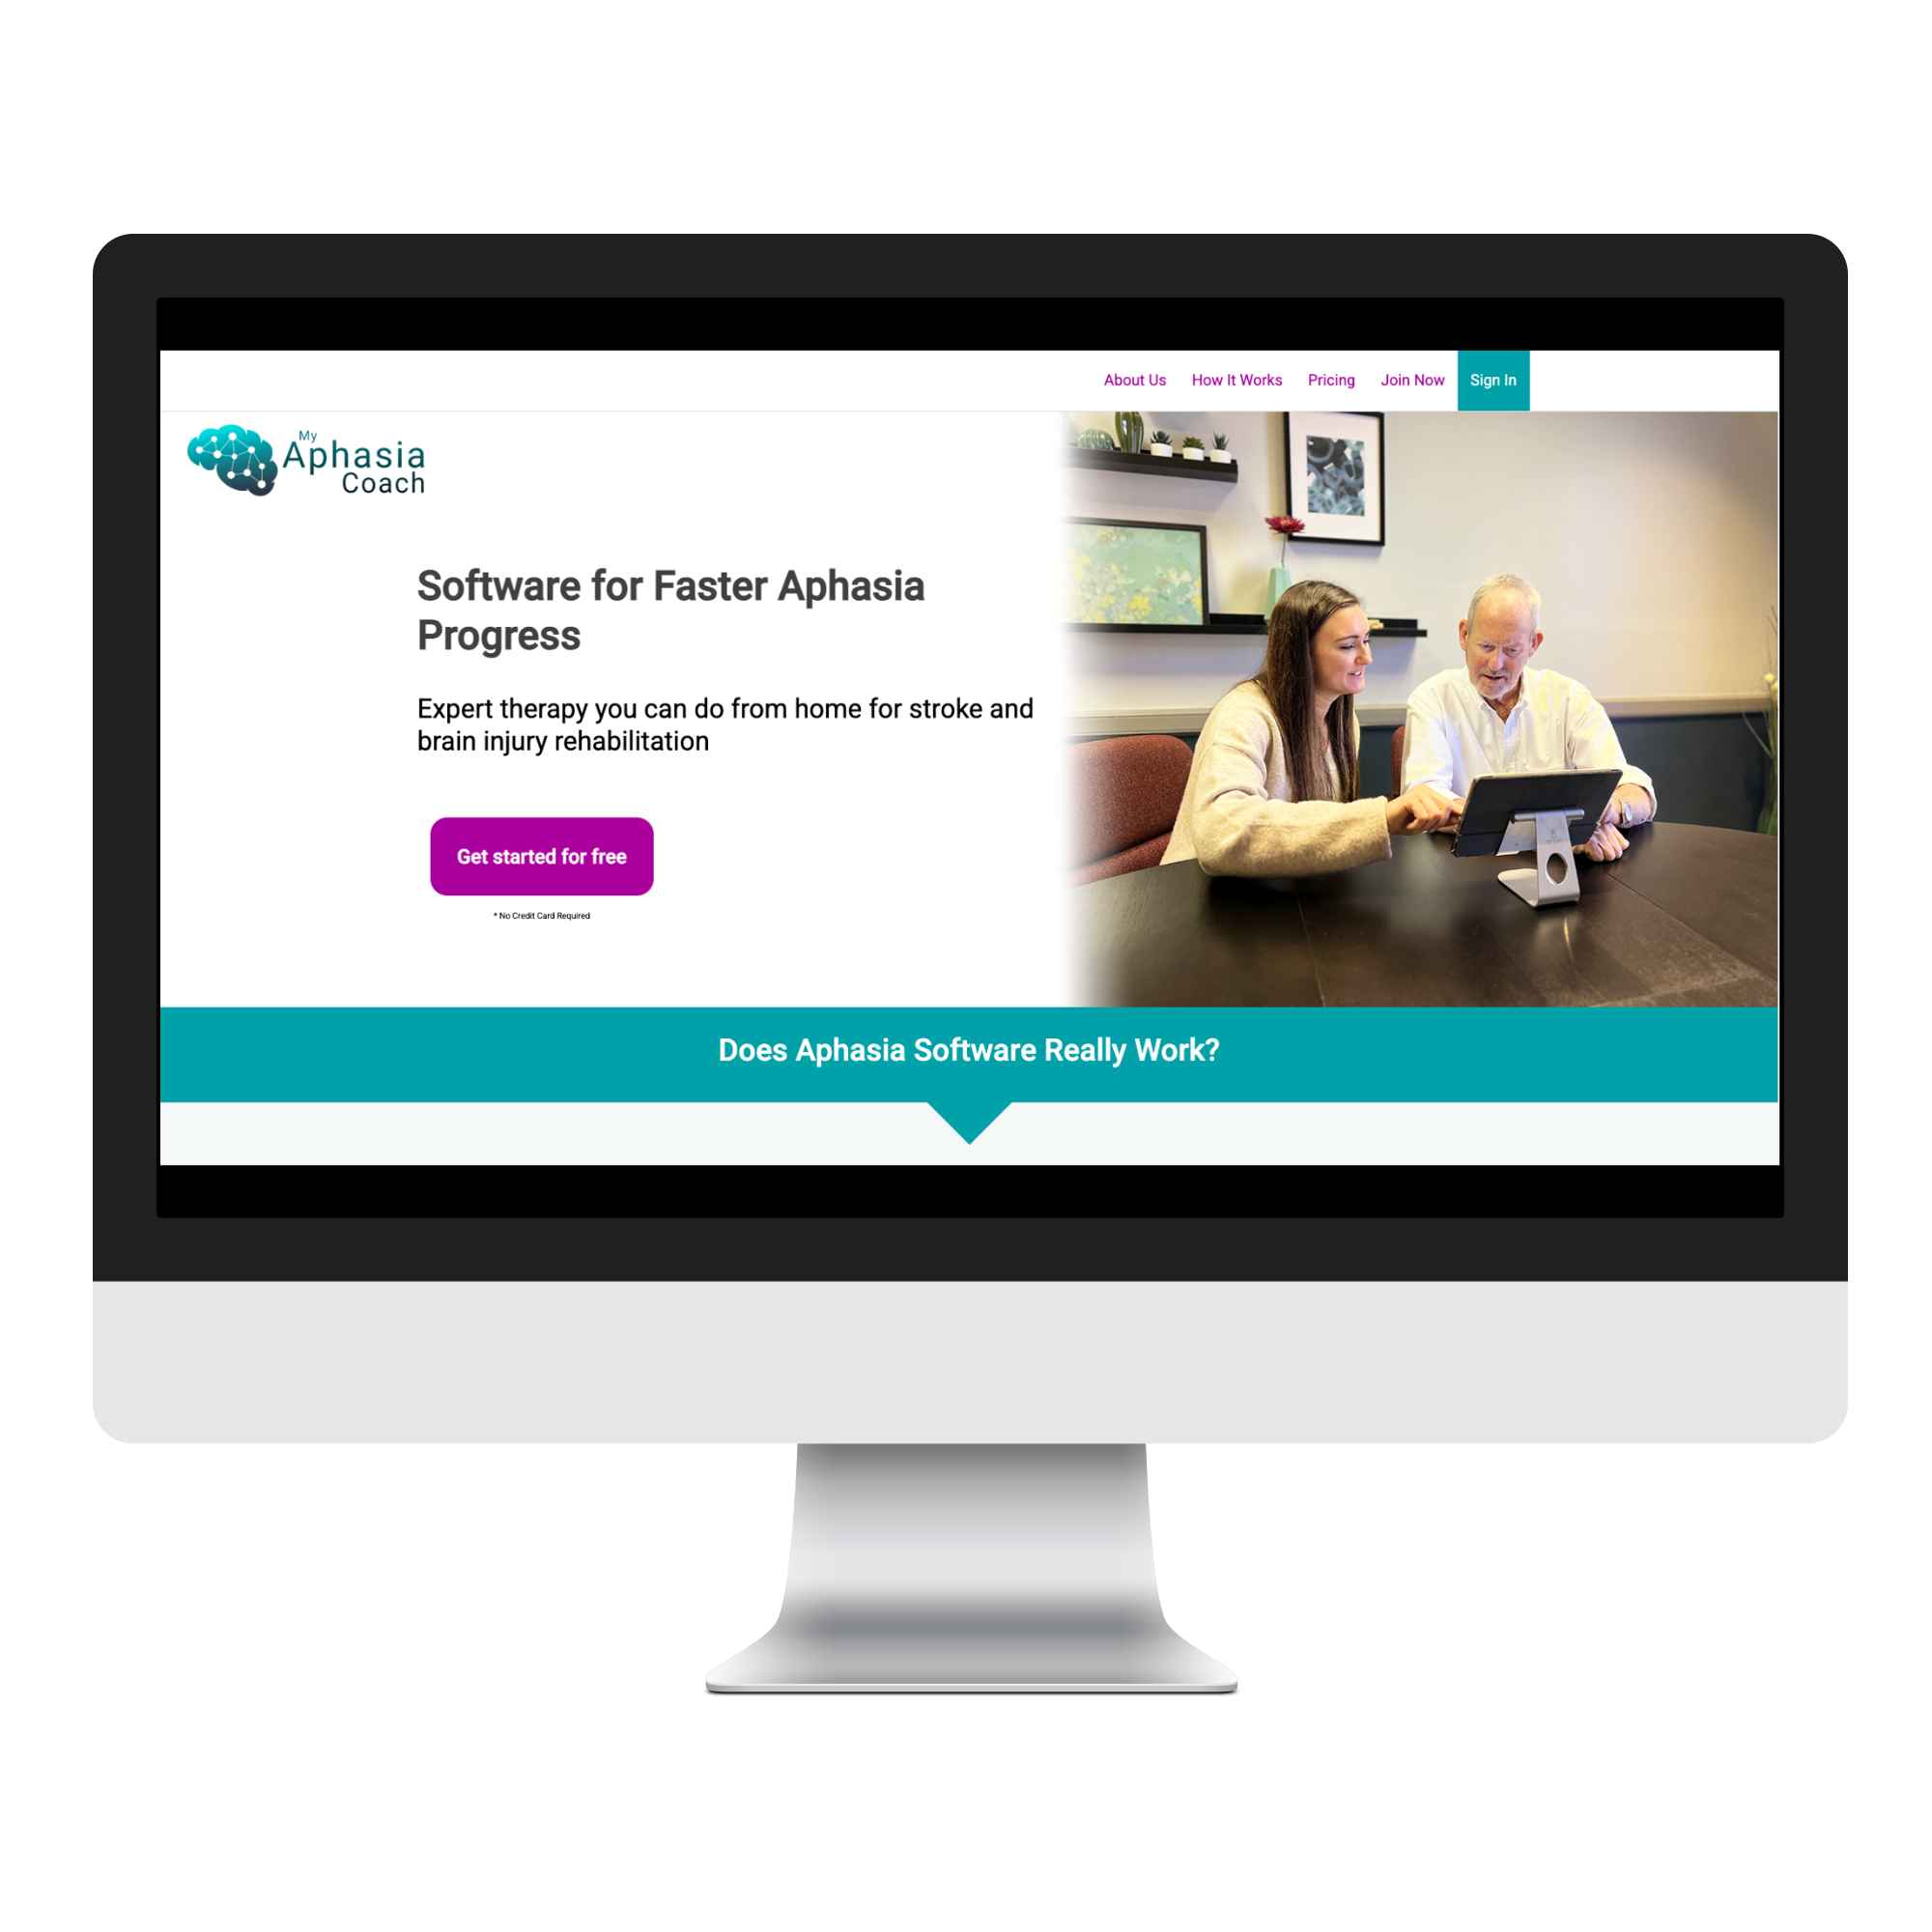 About Us How It Works Pricing Join Now Sign In
My
Aphasia
Coach
Software for Faster Aphasia
Progress
Expert therapy you can do from home for stroke and
brain injury rehabilitation
Get started for free
* No Credit Card Required
Does Aphasia Software Really Work?